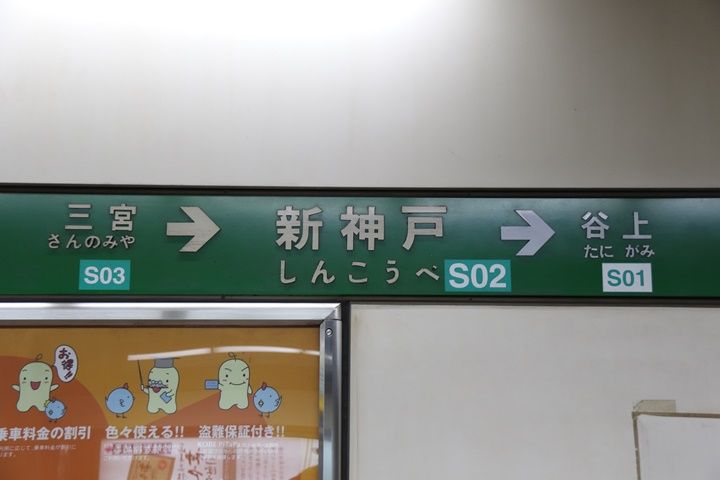 三宮
さんのみや
S03
新神戸
しんこうべ
S02
谷上
たに がみ
S01
お得!!
乗車料金の割引
色々使える!!
盗難保証付き!!
KOBE PiTaPa